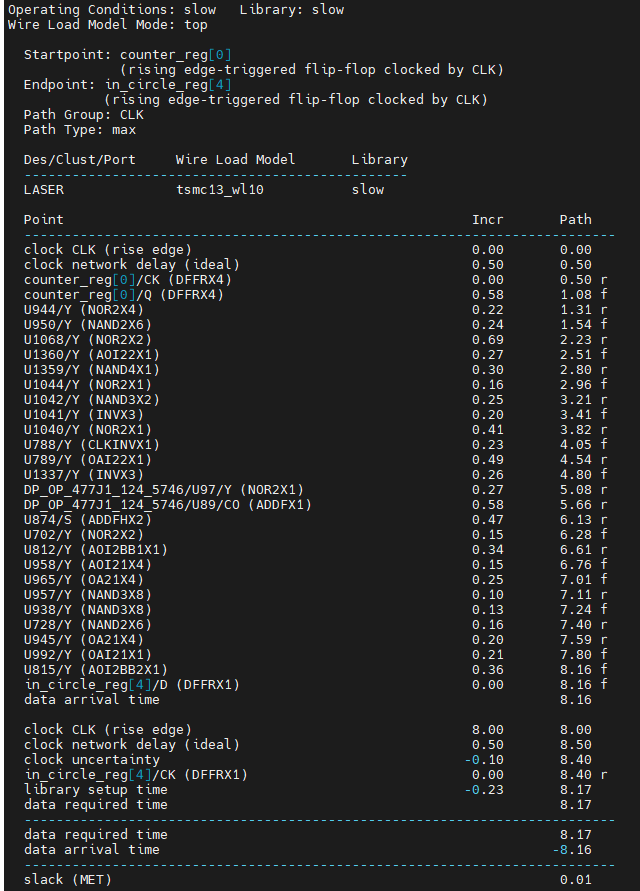 Operating Conditions: slow   Library: slow
Wire Load Model Mode: top
Startpoint: counter_reg[0]
(rising edge-triggered flip-flop clocked by CLK)
Endpoint: in_circle_reg[4]
(rising edge-triggered flip-flop clocked by CLK)
Path Group: CLK
Path Type: max
Des/Clust/Port     Wire Load Model       Library
------------------------------------------------
LASER              tsmc13_wl10           slow
Point                                                   Incr       Path
--------------------------------------------------------------------------
clock CLK (rise edge)                                   0.00       0.00
clock network delay (ideal)                             0.50       0.50
counter_reg[0]/CK (DFFRX4)                              0.00       0.50 r
counter_reg[0]/Q (DFFRX4)                               0.58       1.08 f
U944/Y (NOR2X4)                                         0.22       1.31 r
U950/Y (NAND2X6)                                        0.24       1.54 f
U1068/Y (NOR2X2)                                        0.69       2.23 r
U1360/Y (AOI22X1)                                       0.27       2.51 f
U1359/Y (NAND4X1)                                       0.30       2.80 r
U1044/Y (NOR2X1)                                        0.16       2.96 f
U1042/Y (NAND3X2)                                       0.25       3.21 r
U1041/Y (INVX3)                                         0.20       3.41 f
U1040/Y (NOR2X1)                                        0.41       3.82 r
U788/Y (CLKINVX1)                                       0.23       4.05 f
U789/Y (OAI22X1)                                        0.49       4.54 r
U1337/Y (INVX3)                                         0.26       4.80 f
DP_OP_477J1_124_5746/U97/Y (NOR2X1)                     0.27       5.08 r
DP_OP_477J1_124_5746/U89/CO (ADDFX1)                    0.58       5.66 r
U874/S (ADDFHX2)                                        0.47       6.13 r
U702/Y (NOR2X2)                                         0.15       6.28 f
U812/Y (AOI2BB1X1)                                      0.34       6.61 r
U958/Y (AOI21X4)                                        0.15       6.76 f
U965/Y (OA21X4)                                         0.25       7.01 f
U957/Y (NAND3X8)                                        0.10       7.11 r
U938/Y (NAND3X8)                                        0.13       7.24 f
U728/Y (NAND2X6)                                        0.16       7.40 r
U945/Y (OA21X4)                                         0.20       7.59 r
U992/Y (OAI21X1)                                        0.21       7.80 f
U815/Y (AOI2BB2X1)                                      0.36       8.16 f
in_circle_reg[4]/D (DFFRX1)                             0.00       8.16 f
data arrival time                                                  8.16
clock CLK (rise edge)                                   8.00       8.00
clock network delay (ideal)                             0.50       8.50
clock uncertainty                                      -0.10       8.40
in_circle_reg[4]/CK (DFFRX1)                            0.00       8.40 r
library setup time                                     -0.23       8.17
data required time                                                 8.17
--------------------------------------------------------------------------
data required time                                                 8.17
data arrival time                                                 -8.16
--------------------------------------------------------------------------
slack (MET)                                                        0.01